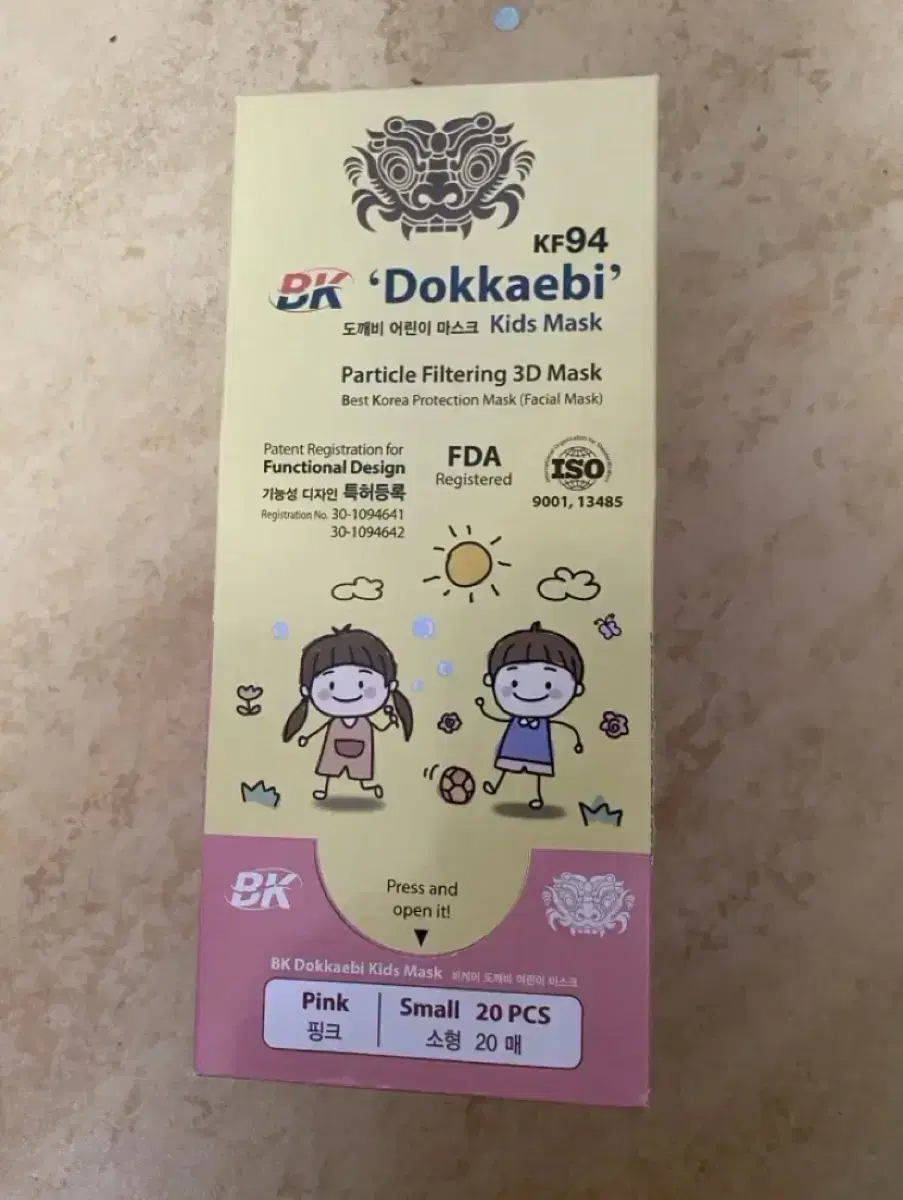 KF94
BK 'Dokkaebi'
도깨비 어린이 마스크 Kids Mask
Particle Filtering 3D Mask
Best Korea Protection Mask (Facial Mask)
Patent Registration for
Functional Design
기능성 디자인 특허등록
Registration No. 30-1094641
30-1094642
FDA
Registered
International Organization for Standardization
ISO
9001, 13485
Press and
open it!
BK
BK Dokkaebi Kids Mask 비케이 도깨비 어린이 마스크
Pink
핑크
Small 20 PCS
소형 20 매